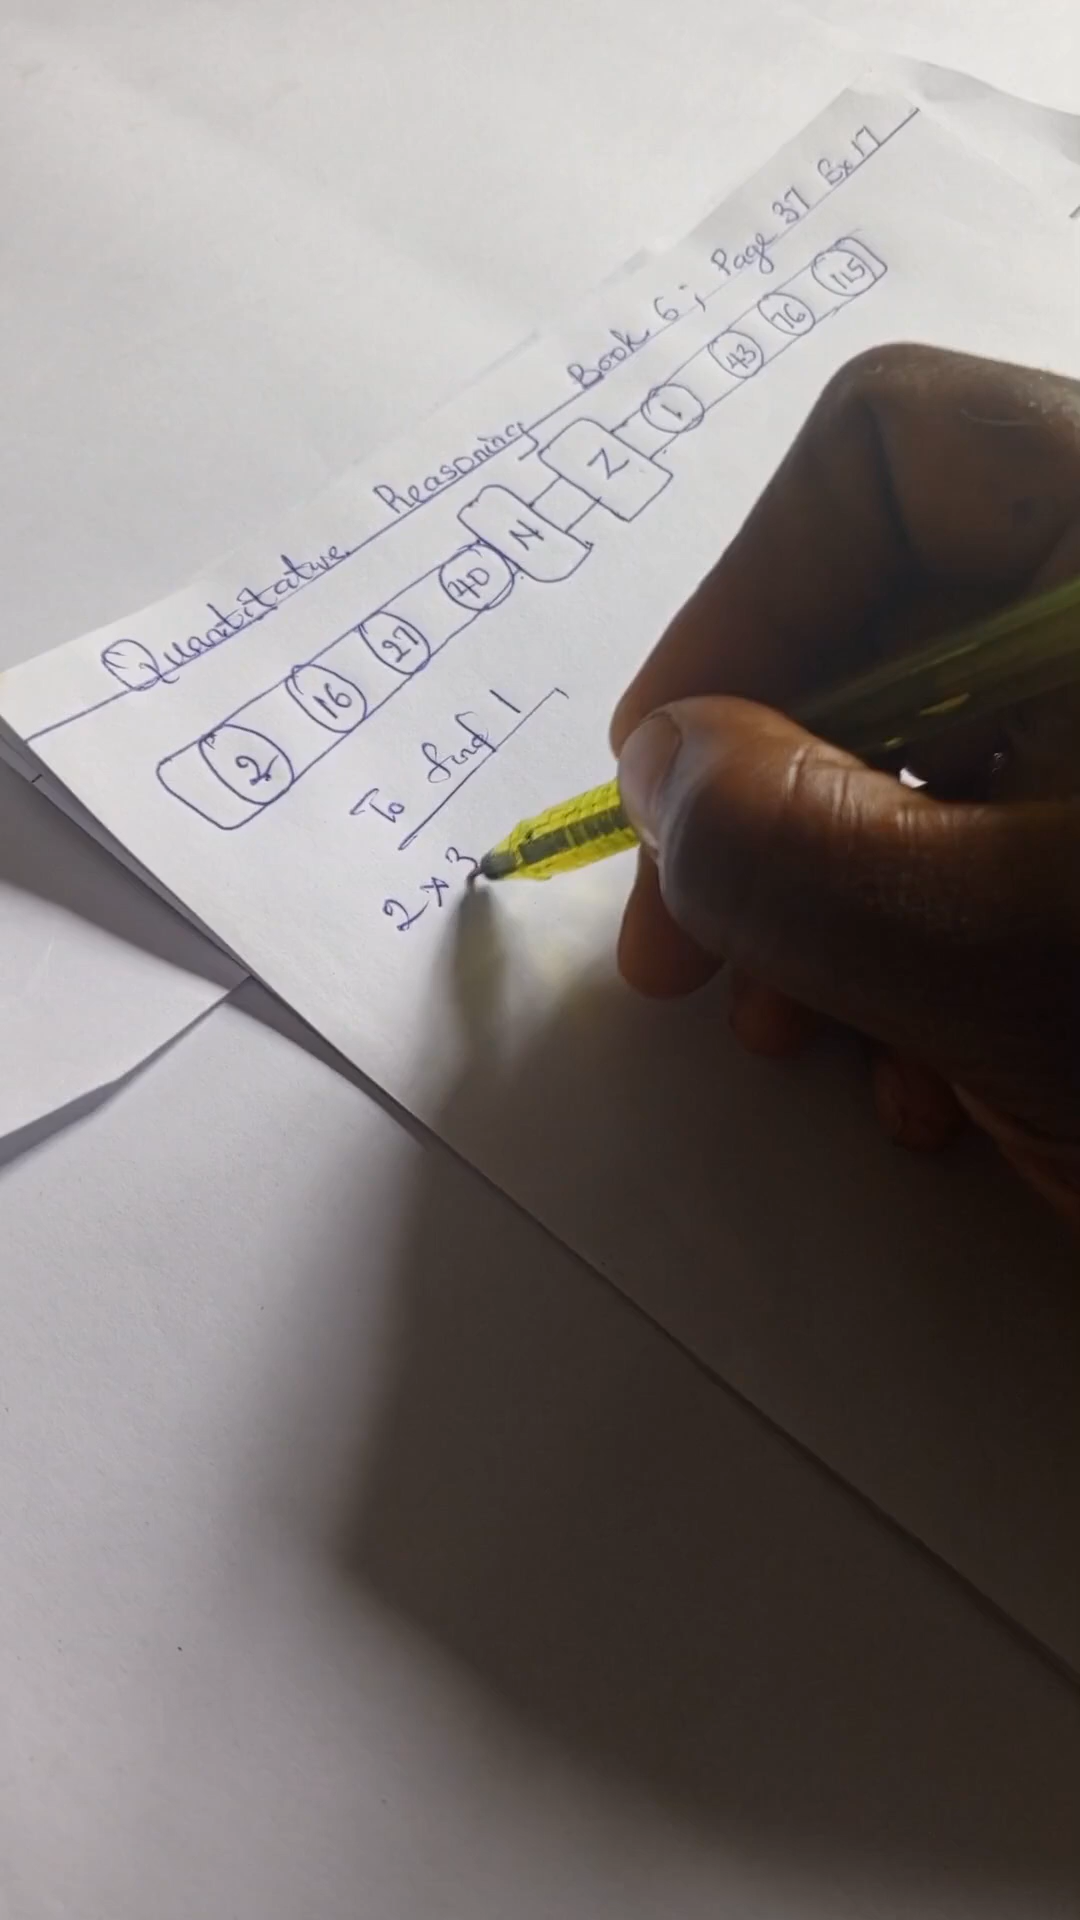 Quantitative Reasoning Book 6; Page 37 Ex 17
2 16 27 40 N Z 1 43 76 115
To find 1
2 x 3